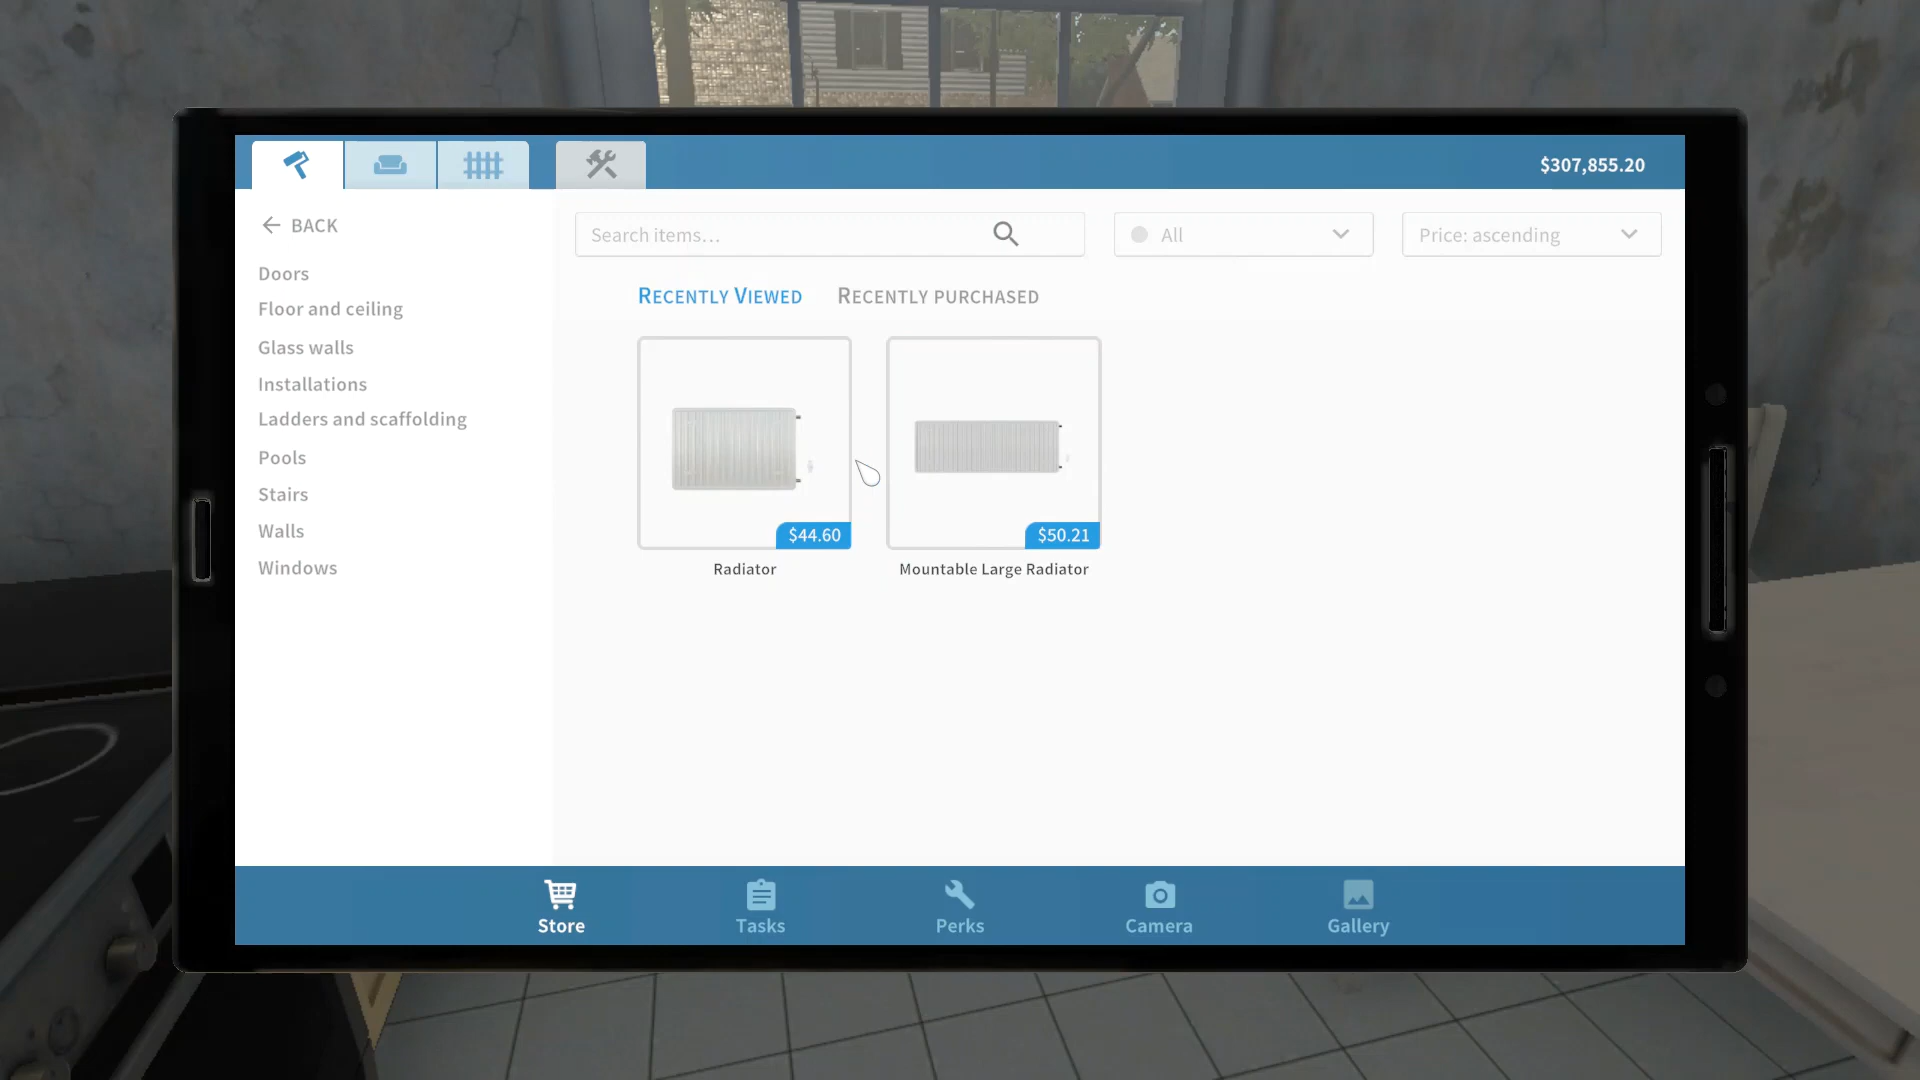 $307,855.20
BACK
Search items...
All
Price: ascending
Doors
Floor and ceiling
Glass walls
Installations
Ladders and scaffolding
Pools
Stairs
Walls
Windows
RECENTLY VIEWED
RECENTLY PURCHASED
$44.60
Radiator
$50.21
Mountable Large Radiator
Store
Tasks
Perks
Camera
Gallery